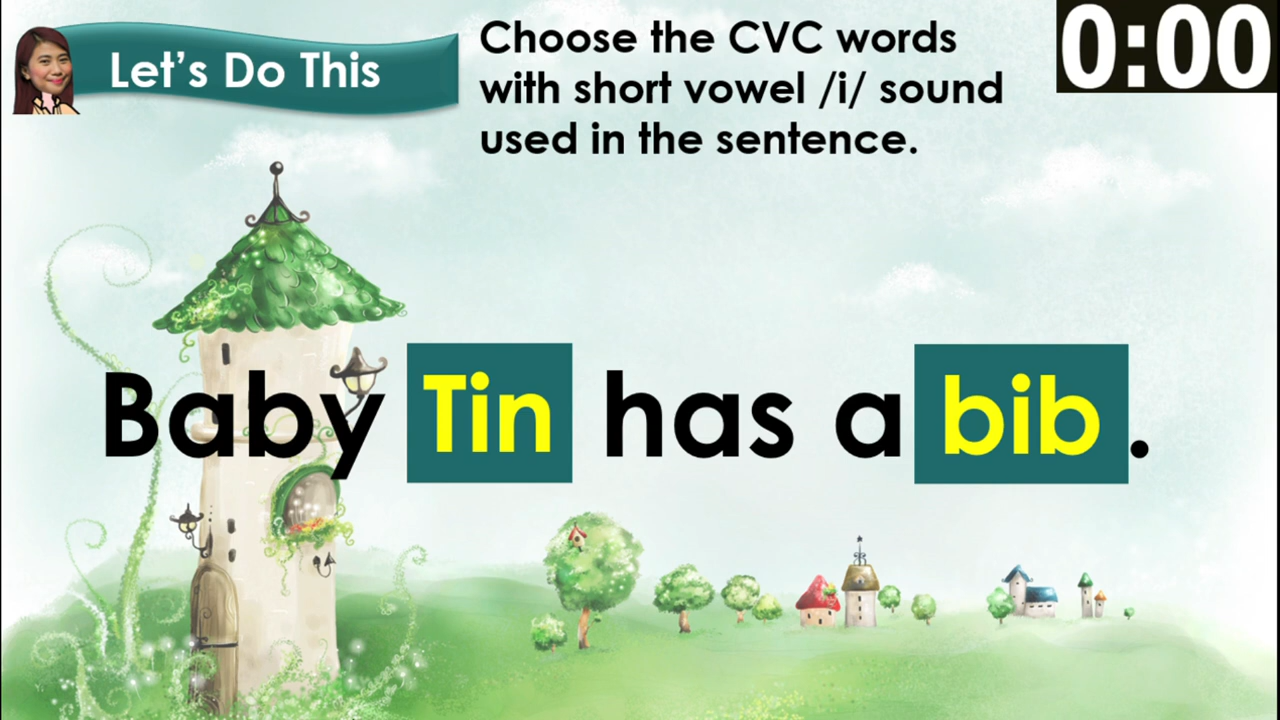 Let's Do This
Choose the CVC words
with short vowel /i/ sound
used in the sentence.
0:00
Baby Tin has a bib.